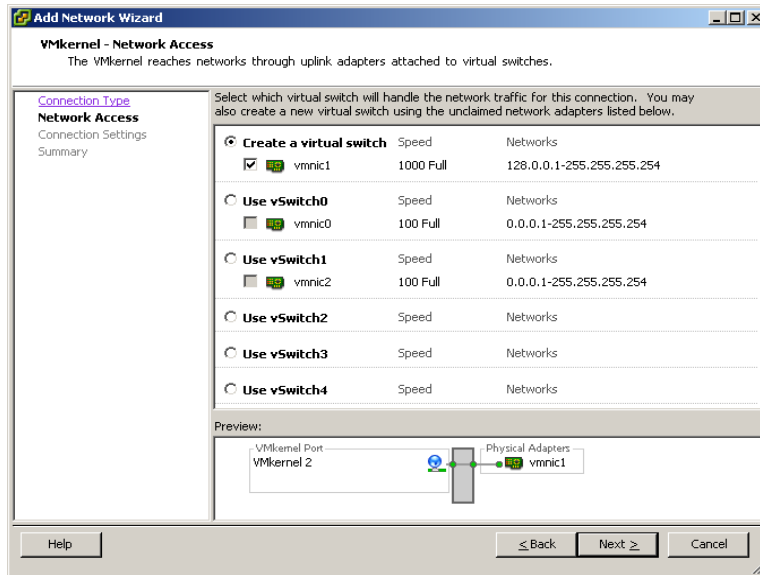 Add Network Wizard
VMkernel - Network Access
The VMkernel reaches networks through uplink adapters attached to virtual switches.
Connection Type
Network Access
Connection Settings
Summary
Select which virtual switch will handle the network traffic for this connection. You may
also create a new virtual switch using the unclaimed network adapters listed below.
Create a virtual switch Speed Networks
vmnic1 1000 Full 128.0.0.1-255.255.255.254
Use vSwitch0 Speed Networks
vmnic0 100 Full 0.0.0.1-255.255.255.254
Use vSwitch1 Speed Networks
vmnic2 100 Full 0.0.0.1-255.255.255.254
Use vSwitch2 Speed Networks
Use vSwitch3 Speed Networks
Use vSwitch4 Speed Networks
Preview:
VMkernel Port Physical Adapters
VMkernel 2 vmnic1
Help ≤ Back Next ≥ Cancel